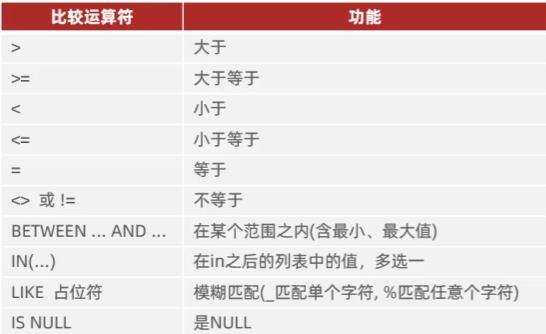 比较运算符 功能
> 大于
>= 大于等于
< 小于
<= 小于等于
= 等于
<> 或 != 不等于
BETWEEN ... AND ... 在某个范围之内(含最小、最大值)
IN(...) 在in之后的列表中的值，多选一
LIKE 占位符 模糊匹配(_匹配单个字符, %匹配任意个字符)
IS NULL 是NULL